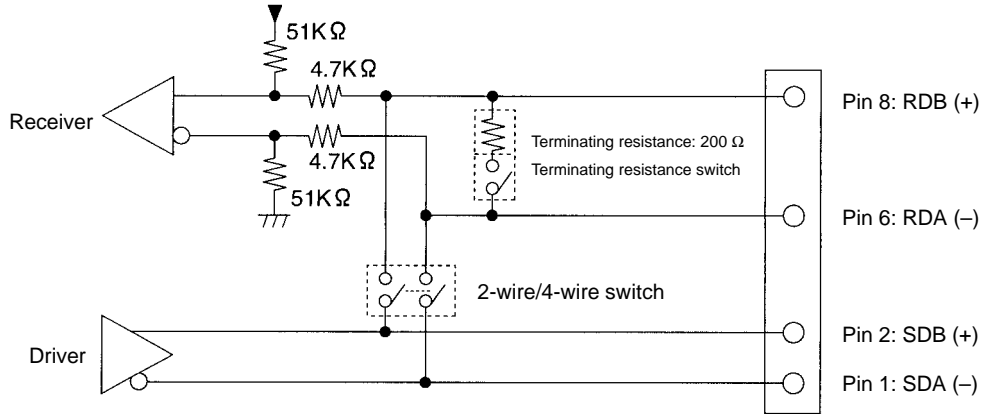 51KΩ
4.7KΩ
Receiver
4.7KΩ
51KΩ
Terminating resistance: 200 Ω
Terminating resistance switch
Pin 8: RDB (+)
Pin 6: RDA (–)
2-wire/4-wire switch
Driver
Pin 2: SDB (+)
Pin 1: SDA (–)